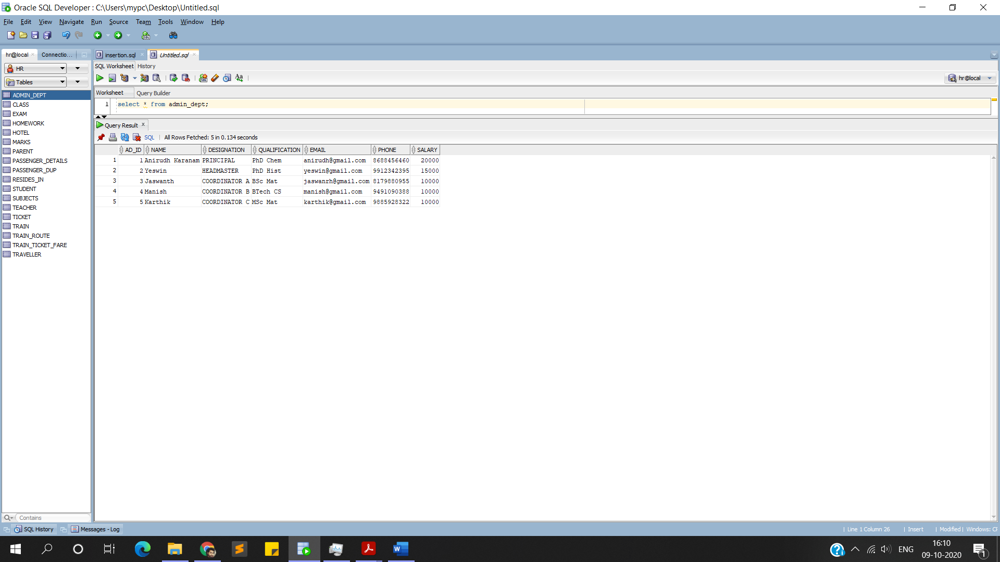 Oracle SQL Developer : C:\Users\mypc\Desktop\Untitled.sql
File Edit View Navigate Run Source Team Tools Window Help
hr@local Connectio... insertion.sql Untitled.sql
HR
Tables
ADMIN_DEPT
CLASS
EXAM
HOMEWORK
HOTEL
MARKS
PARENT
PASSENGER_DETAILS
PASSENGER_DUP
RESIDES_IN
STUDENT
SUBJECTS
TEACHER
TICKET
TRAIN
TRAIN_ROUTE
TRAIN_TICKET_FARE
TRAVELLER
Contains
SQL Worksheet History
hr@local
Worksheet Query Builder
1 select * from admin_dept;
Query Result
SQL | All Rows Fetched: 5 in 0.134 seconds
AD_ID NAME DESIGNATION QUALIFICATION EMAIL PHONE SALARY
1 1 Anirudh Karanam PRINCIPAL PhD Chem anirudh@gmail.com 8688456460 20000
2 2 Yeswin HEADMASTER PhD Hist yeswin@gmail.com 9912342395 15000
3 3 Jaswanth COORDINATOR A BSc Mat jaswanrh@gmail.com 8179880955 10000
4 4 Manish COORDINATOR B BTech CS manish@gmail.com 9491090388 10000
5 5 Karthik COORDINATOR C MSc Mat karthik@gmail.com 9885928322 10000
SQL History Messages - Log
| Line 1 Column 26 | Insert | Modified | Windows: CF
ENG
16:10
09-10-2020
1